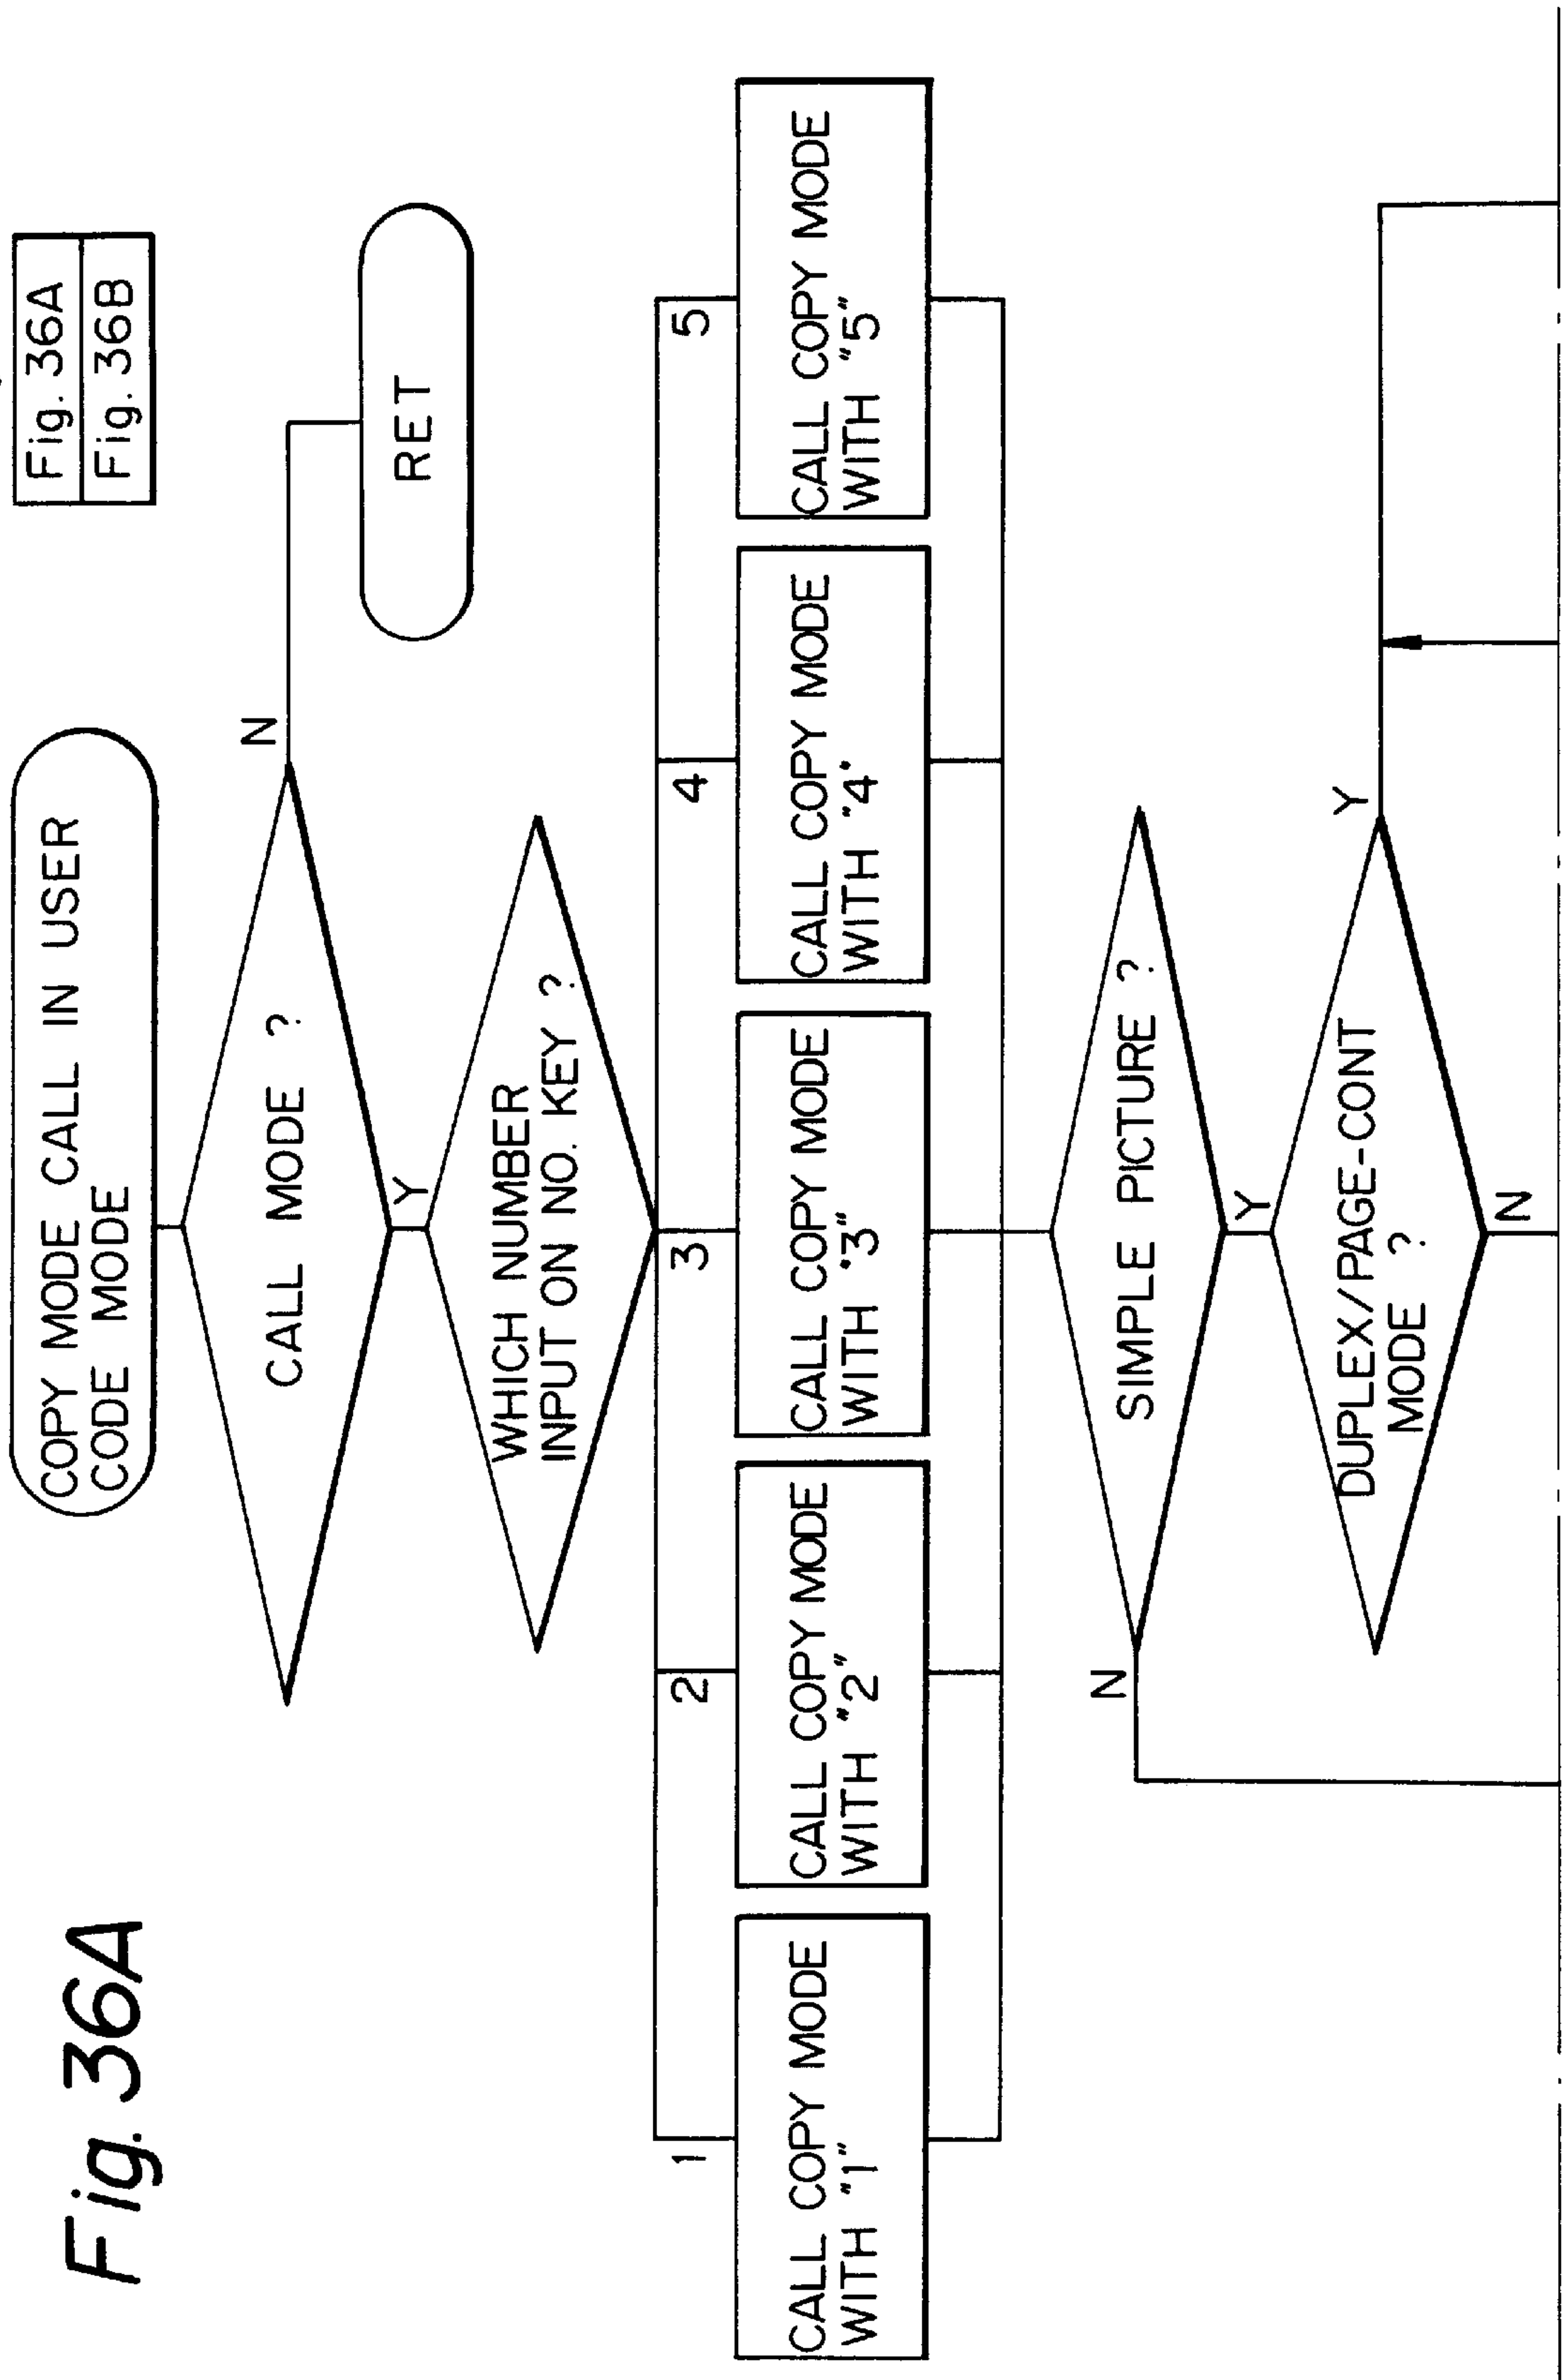 Fig. 36A
Fig. 36A
Fig. 36B
COPY MODE CALL IN USER
CODE MODE
CALL MODE ?
N
RET
Y
WHICH NUMBER
INPUT ON NO. KEY ?
1
2
3
4
5
CALL COPY MODE
WITH "1"
CALL COPY MODE
WITH "2"
CALL COPY MODE
WITH "3"
CALL COPY MODE
WITH "4"
CALL COPY MODE
WITH "5"
SIMPLE PICTURE ?
N
Y
DUPLEX/PAGE-CONT
MODE ?
Y
N